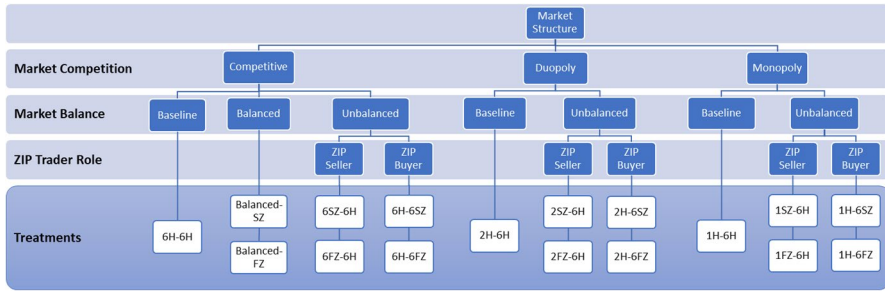 Market
Structure
Market Competition
Competitive
Duopoly
Monopoly
Market Balance
Baseline
Balanced
Unbalanced
Baseline
Unbalanced
Baseline
Unbalanced
ZIP Trader Role
ZIP
Seller
ZIP
Buyer
ZIP
Seller
ZIP
Buyer
ZIP
Seller
ZIP
Buyer
Treatments
6H-6H
Balanced-
SZ
Balanced-
FZ
6SZ-6H
6FZ-6H
6H-6SZ
6H-6FZ
2H-6H
2SZ-6H
2FZ-6H
2H-6SZ
2H-6FZ
1H-6H
1SZ-6H
1FZ-6H
1H-6SZ
1H-6FZ